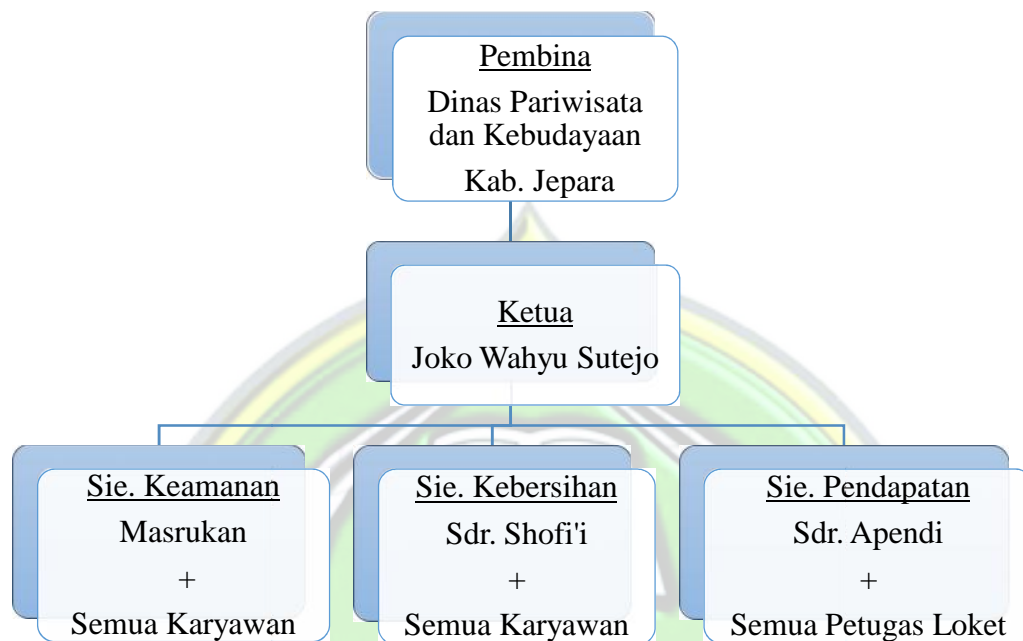 Pembina
Dinas Pariwisata
dan Kebudayaan
Kab. Jepara
Ketua
Joko Wahyu Sutejo
Sie. Keamanan
Masrukan
+
Semua Karyawan
Sie. Kebersihan
Sdr. Shofi'i
+
Semua Karyawan
Sie. Pendapatan
Sdr. Apendi
+
Semua Petugas Loket